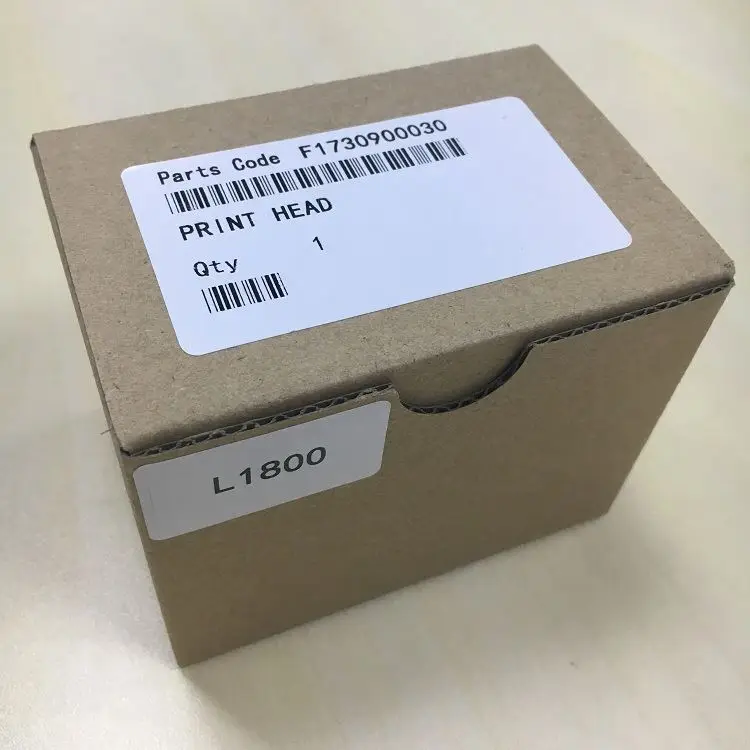 Parts Code F1730900030
PRINT HEAD
Qty 1
L1800